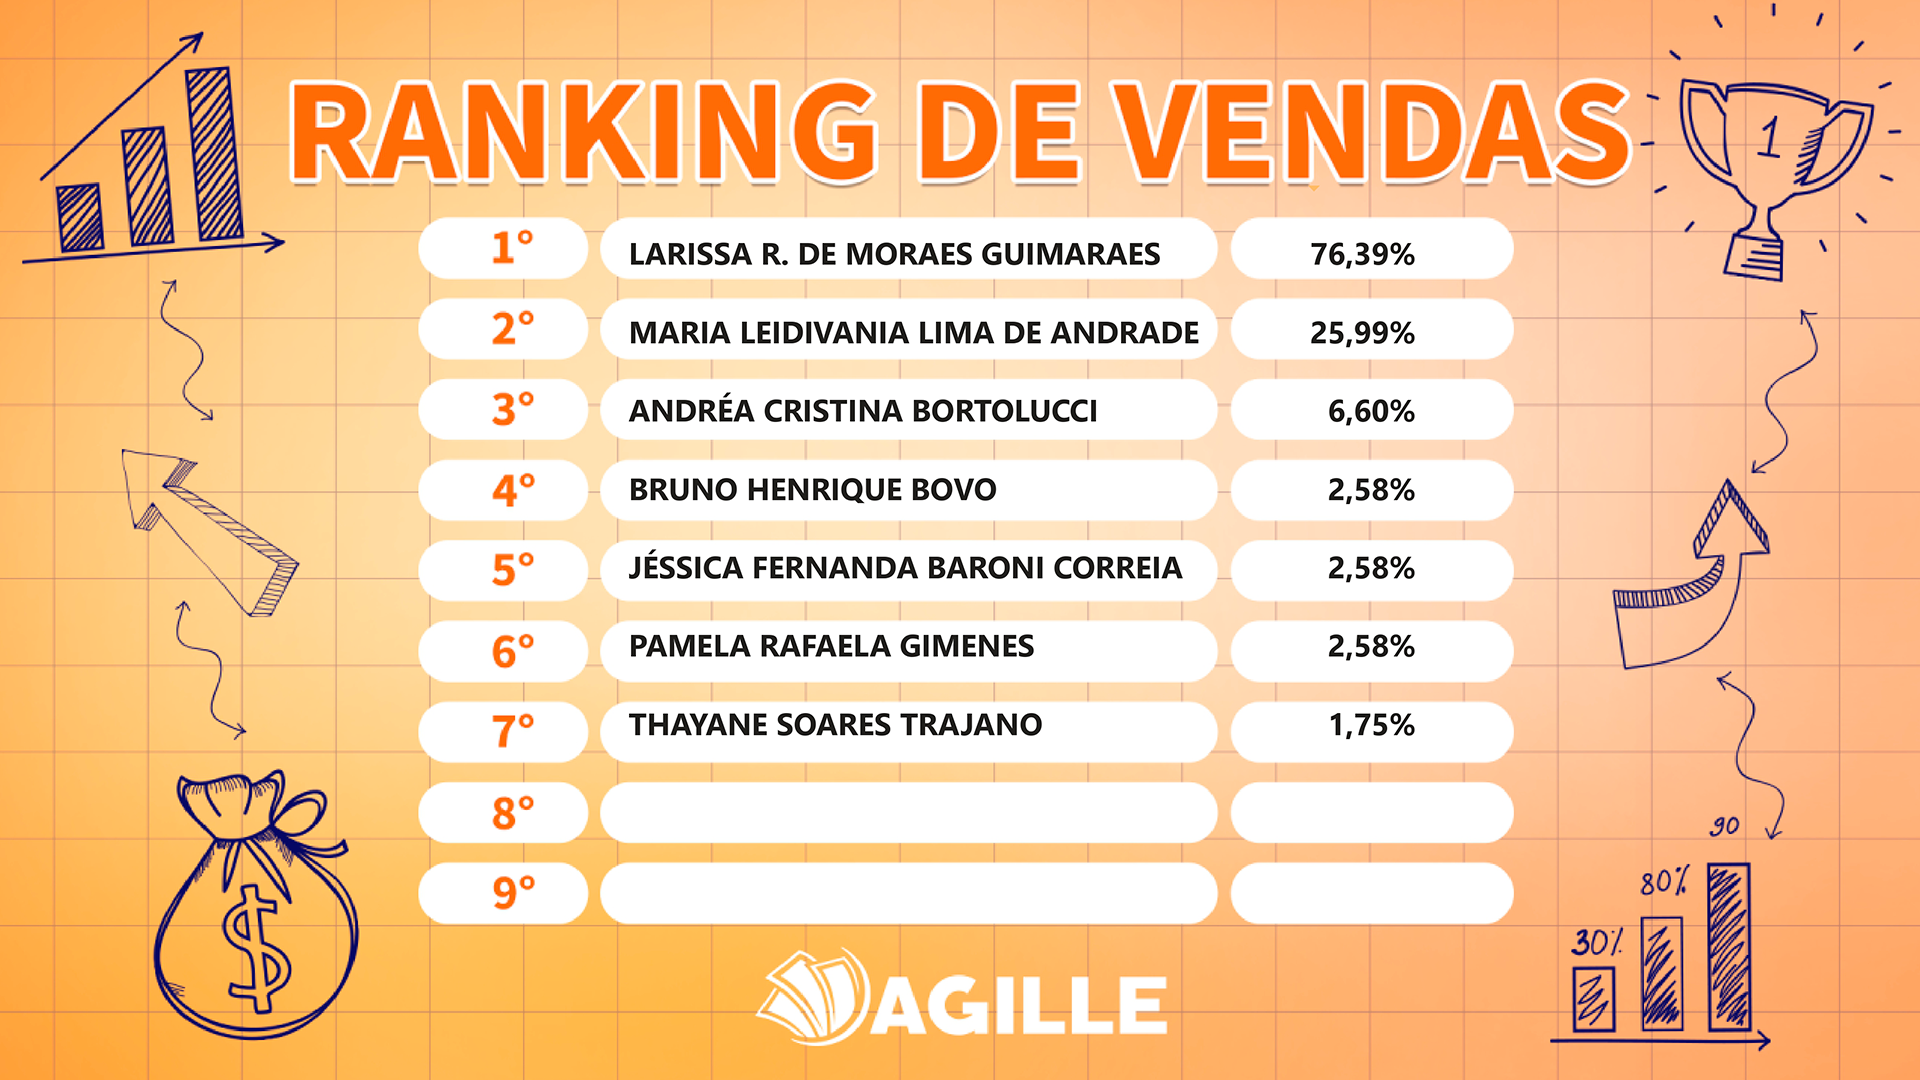 RANKING DE VENDAS
1
1° LARISSA R. DE MORAES GUIMARAES 76,39%
2° MARIA LEIDIVANIA LIMA DE ANDRADE 25,99%
3° ANDRÉA CRISTINA BORTOLUCCI 6,60%
4° BRUNO HENRIQUE BOVO 2,58%
5° JÉSSICA FERNANDA BARONI CORREIA 2,58%
6° PAMELA RAFAELA GIMENES 2,58%
7° THAYANE SOARES TRAJANO 1,75%
8°
90
9°
80%
30%
$
AGILLE